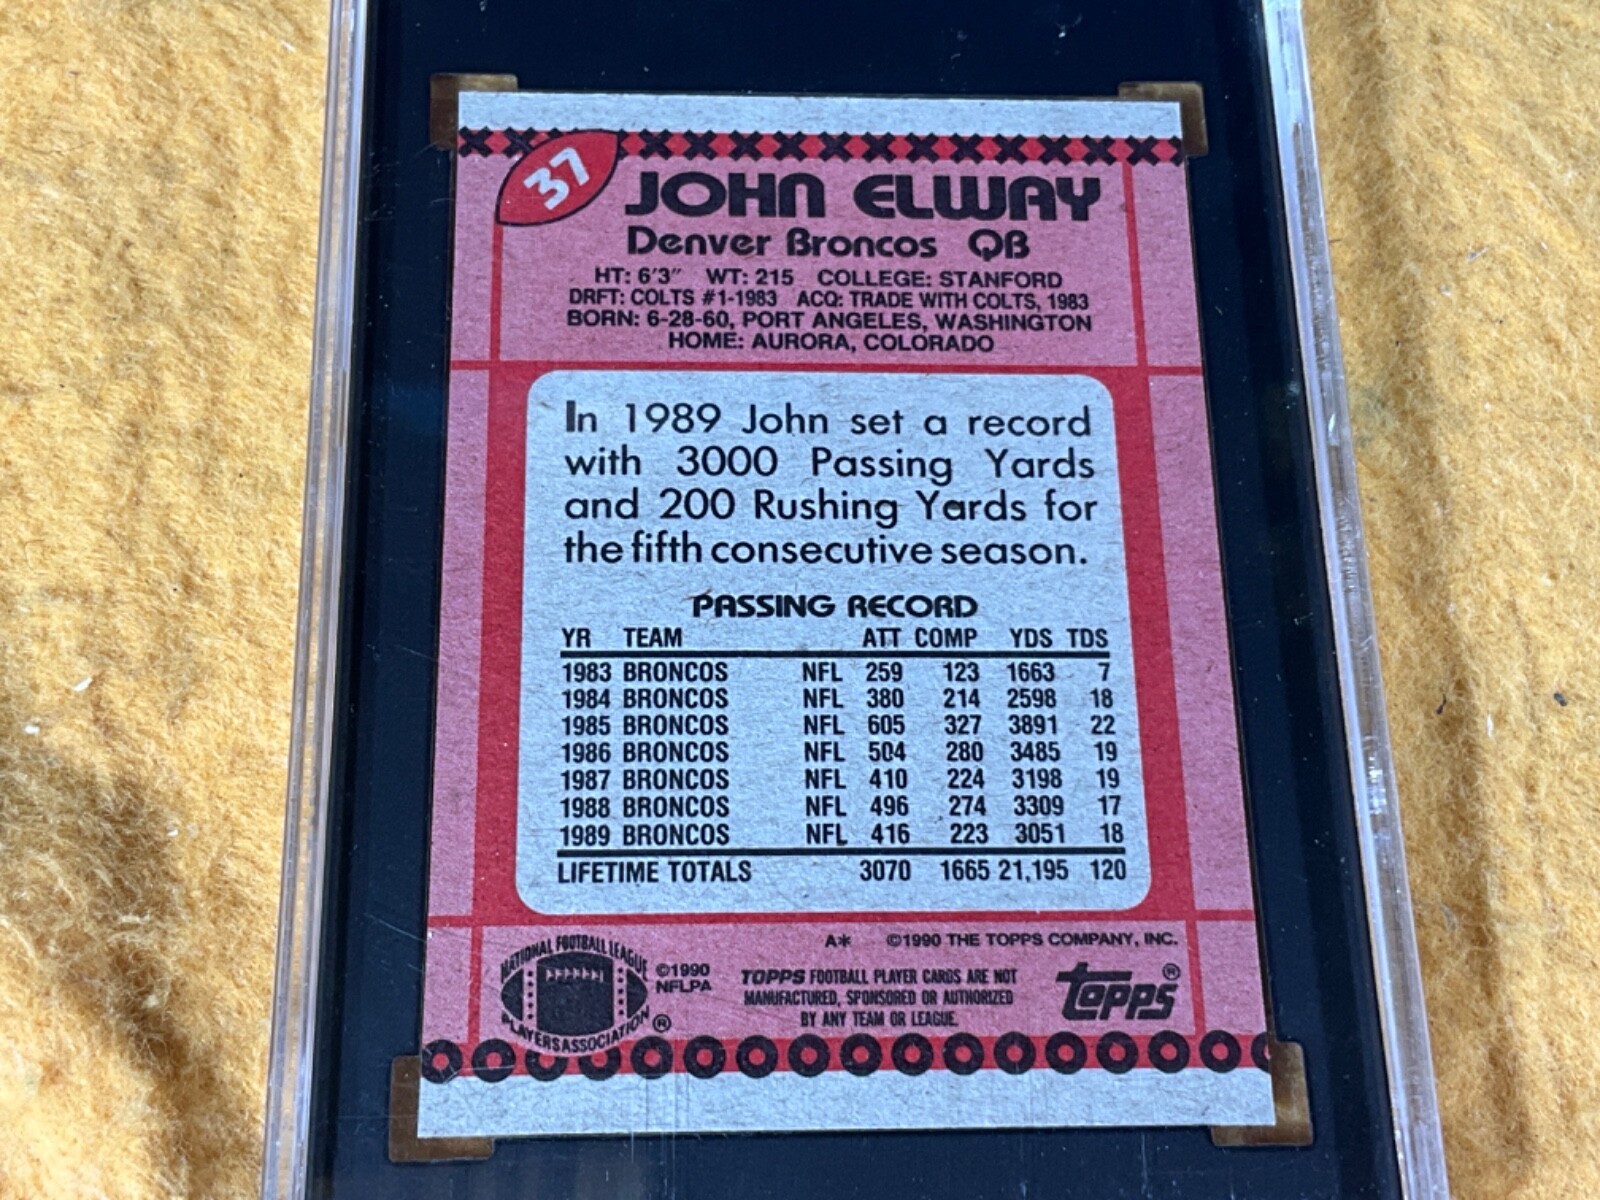 37
JOHN ELWAY
Denver Broncos QB
HT: 6'3" WT: 215 COLLEGE: STANFORD
DRFT: COLTS #1-1983 ACQ: TRADE WITH COLTS, 1983
BORN: 6-28-60, PORT ANGELES, WASHINGTON
HOME: AURORA, COLORADO
In 1989 John set a record
with 3000 Passing Yards
and 200 Rushing Yards for
the fifth consecutive season.
PASSING RECORD
YR TEAM ATT COMP YDS TDS
1983 BRONCOS NFL 259 123 1663 7
1984 BRONCOS NFL 380 214 2598 18
1985 BRONCOS NFL 605 327 3891 22
1986 BRONCOS NFL 504 280 3485 19
1987 BRONCOS NFL 410 224 3198 19
1988 BRONCOS NFL 496 274 3309 17
1989 BRONCOS NFL 416 223 3051 18
LIFETIME TOTALS 3070 1665 21,195 120
A* ©1990 THE TOPPS COMPANY, INC.
NATIONAL FOOTBALL LEAGUE
PLAYERS ASSOCIATION ®
©1990
NFLPA
TOPPS FOOTBALL PLAYER CARDS ARE NOT
MANUFACTURED, SPONSORED OR AUTHORIZED
BY ANY TEAM OR LEAGUE.
topps ®